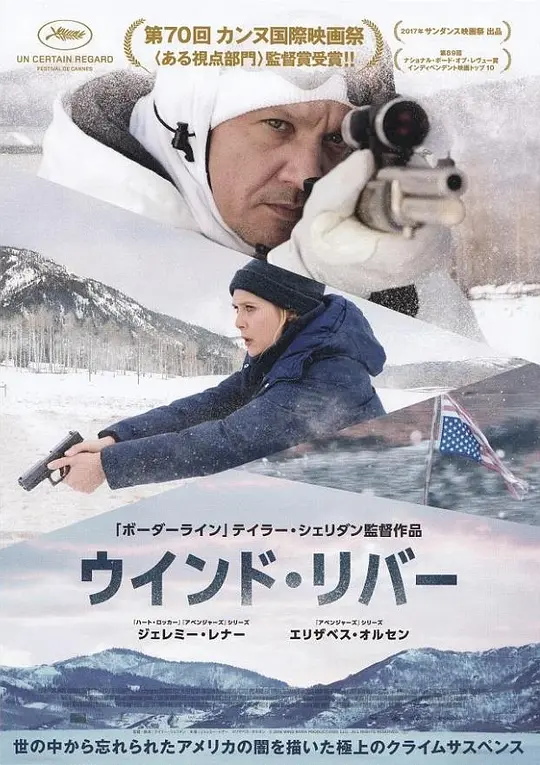 UN CERTAIN REGARD
FESTIVAL DE CANNES
第70回 カンヌ国際映画祭
〈ある視点部門〉監督賞受賞!!
2017年 サンダンス映画祭 出品
第89回
ナショナル・ボード・オブ・レヴュー賞
インディペンデント映画トップ10
「ボーダーライン」テイラー・シェリダン監督作品
ウインド・リバー
「ハート・ロッカー」「アベンジャーズ」シリーズ
ジェレミー・レナー
「アベンジャーズ」シリーズ
エリザベス・オルセン
世の中から忘れられたアメリカの闇を描いた極上のクライムサスペンス